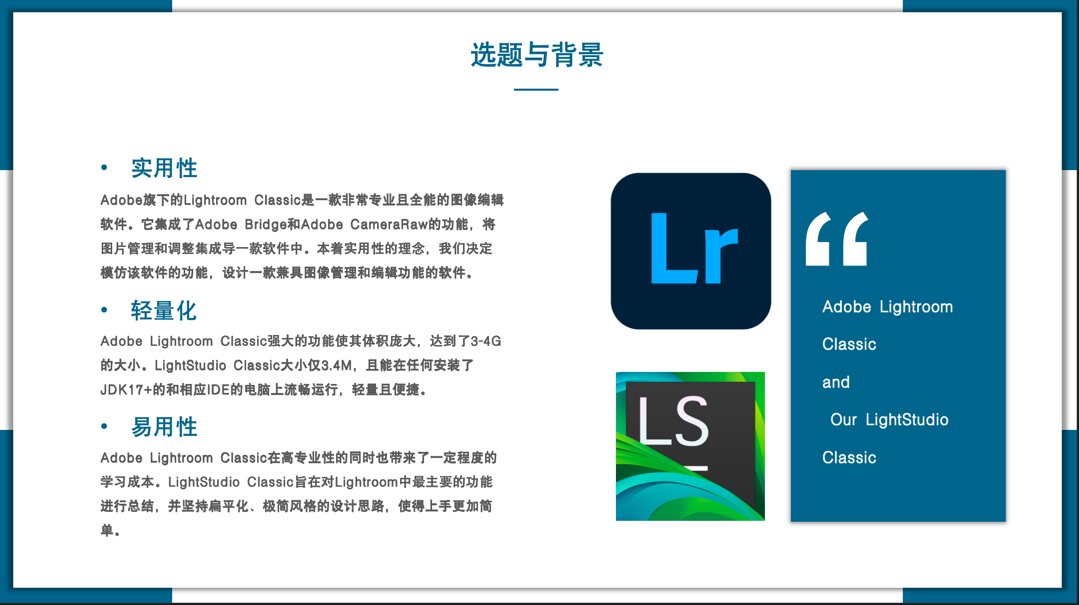 选题与背景
• 实用性
Adobe旗下的Lightroom Classic是一款非常专业且全能的图像编辑
软件。它集成了Adobe Bridge和Adobe CameraRaw的功能，将
图片管理和调整集成导一款软件中。本着实用性的理念，我们决定
模仿该软件的功能，设计一款兼具图像管理和编辑功能的软件。
• 轻量化
Adobe Lightroom Classic强大的功能使其体积庞大，达到了3-4G
的大小。LightStudio Classic大小仅3.4M，且能在任何安装了
JDK17+的和相应IDE的电脑上流畅运行，轻量且便捷。
• 易用性
Adobe Lightroom Classic在高专业性的同时也带来了一定程度的
学习成本。LightStudio Classic旨在对Lightroom中最主要的功能
进行总结，并坚持扁平化、极简风格的设计思路，使得上手更加简
单。
Lr
LS
“
Adobe Lightroom
Classic
and
Our LightStudio
Classic